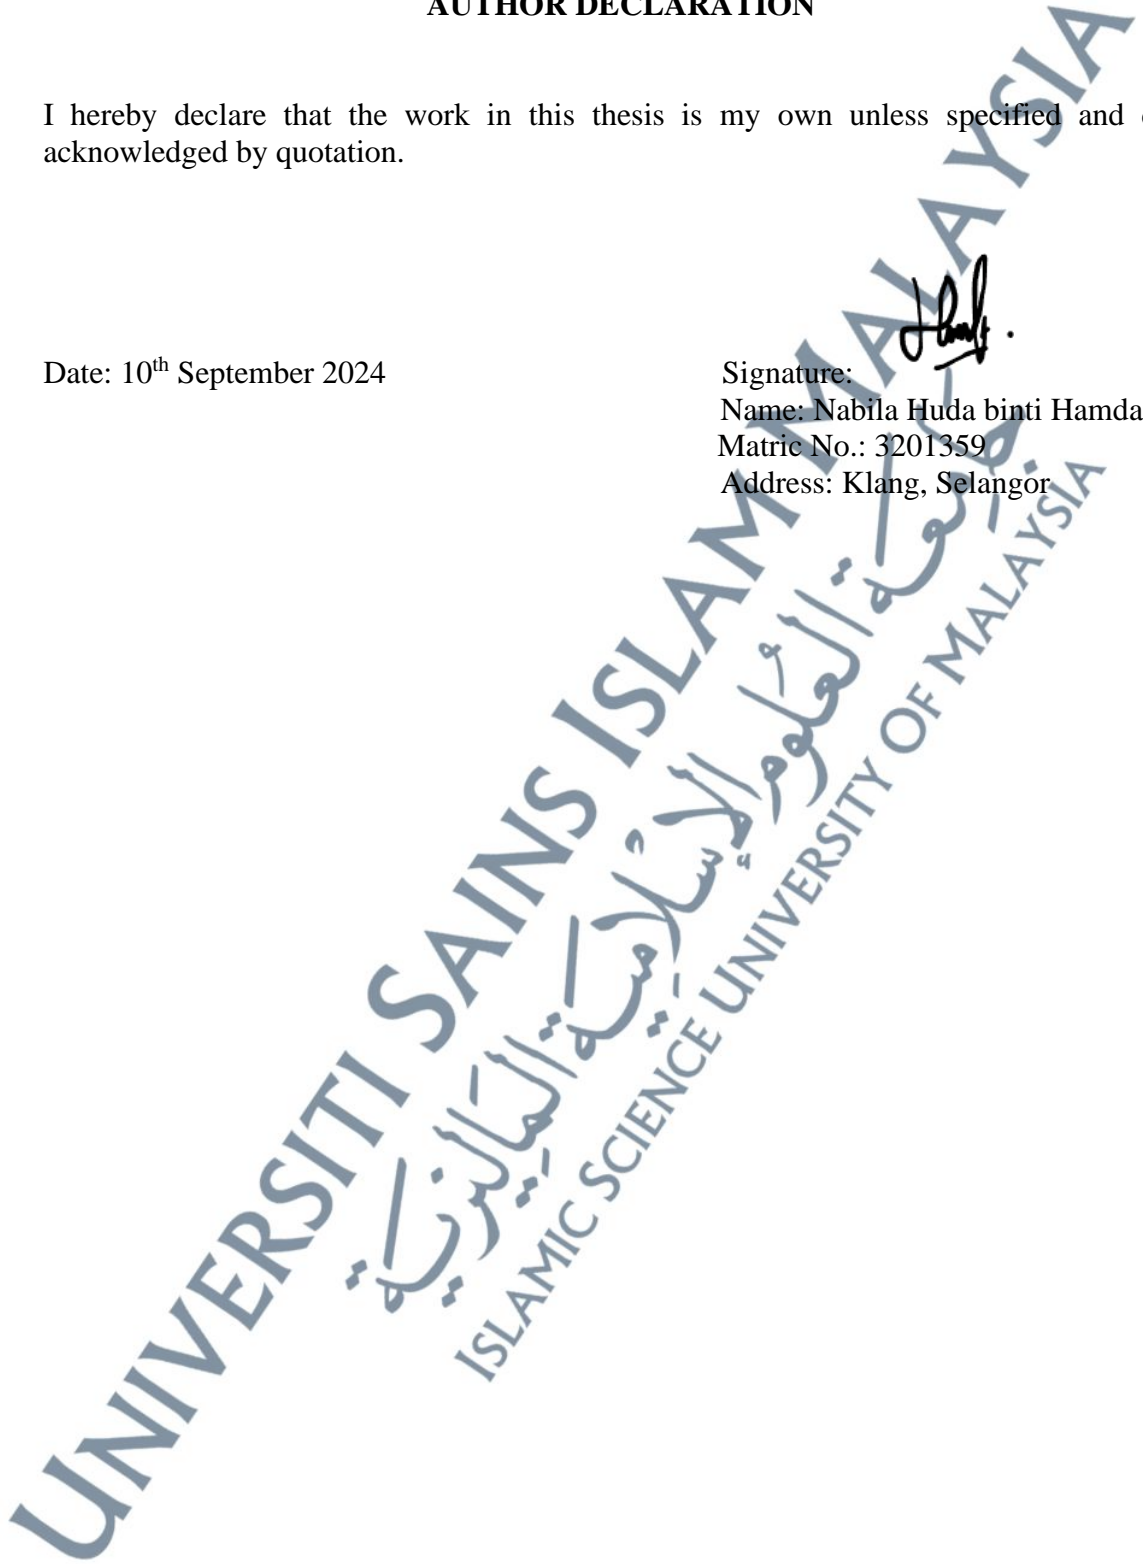 AUTHOR DECLARATION
I hereby declare that the work in this thesis is my own unless specified and
acknowledged by quotation.
Date: 10th September 2024
Signature:
Name: Nabila Huda binti
Matric No.: 3201359
Address: Klang, Selangor
UNIVERSITI SAINS ISLAM MALAYSIA
جامعة العلوم الإسلامية الماليزية
ISLAMIC SCIENCE UNIVERSITY OF MALAYSIA